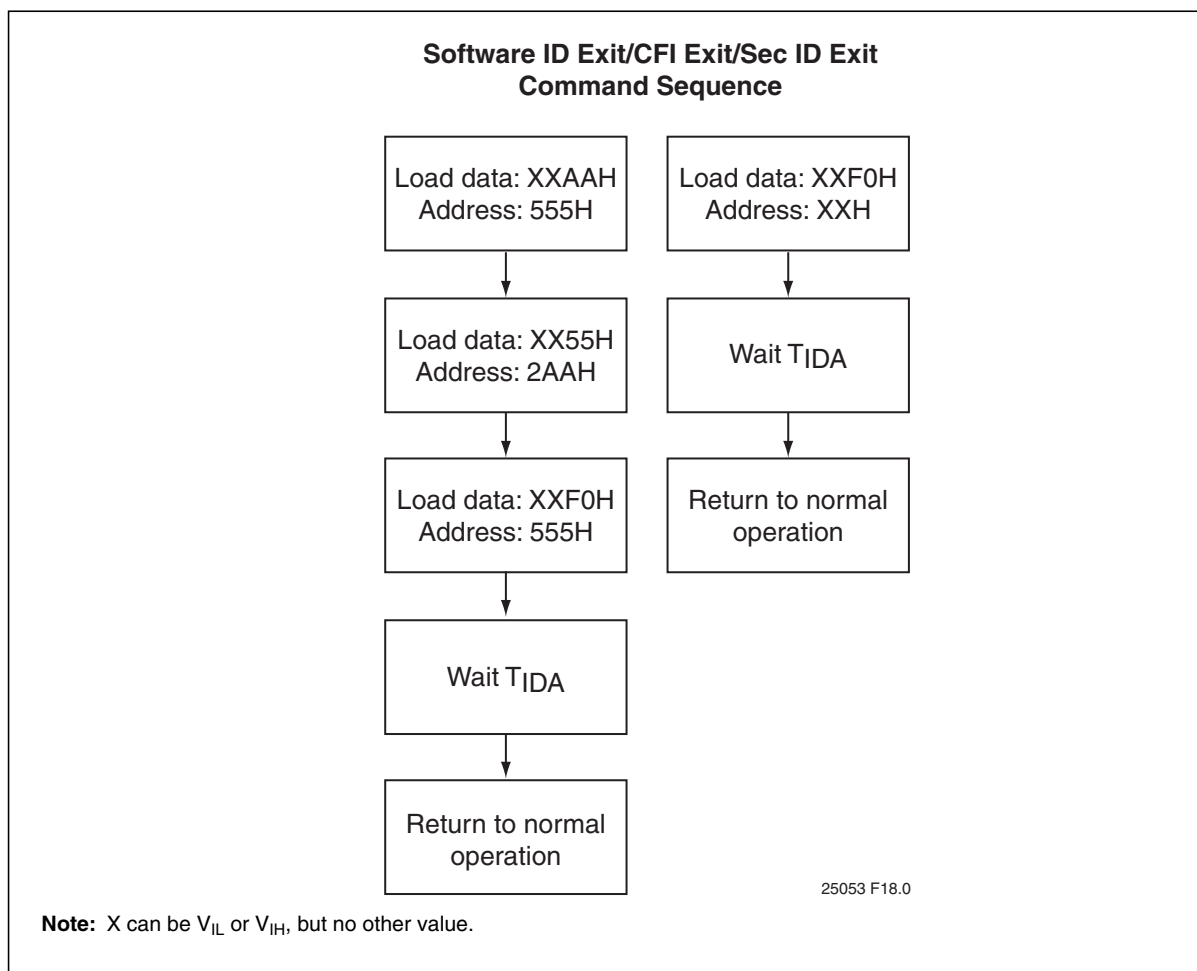 Software ID Exit/CFI Exit/Sec ID Exit
Command Sequence
Load data: XXAAH
Address: 555H
Load data: XX55H
Address: 2AAH
Load data: XXF0H
Address: 555H
Wait TIDA
Return to normal
operation
Load data: XXF0H
Address: XXH
Wait TIDA
Return to normal
operation
25053 F18.0
Note: X can be VIL or VIH, but no other value.